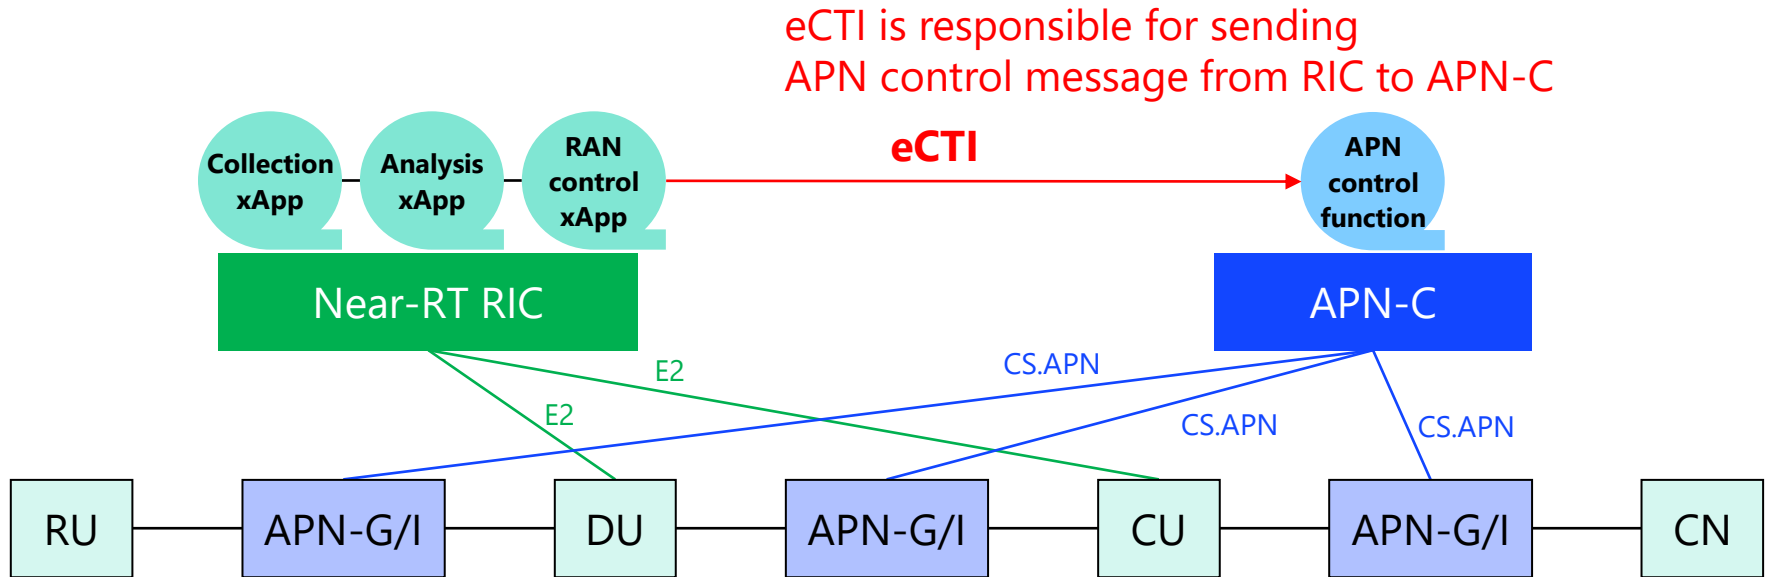 eCTI is responsible for sending
APN control message from RIC to APN-C
eCTI
Collection
xApp
Analysis
xApp
RAN
control
xApp
APN
control
function
Near-RT RIC
APN-C
E2
E2
CS.APN
CS.APN
CS.APN
RU
APN-G/I
DU
APN-G/I
CU
APN-G/I
CN